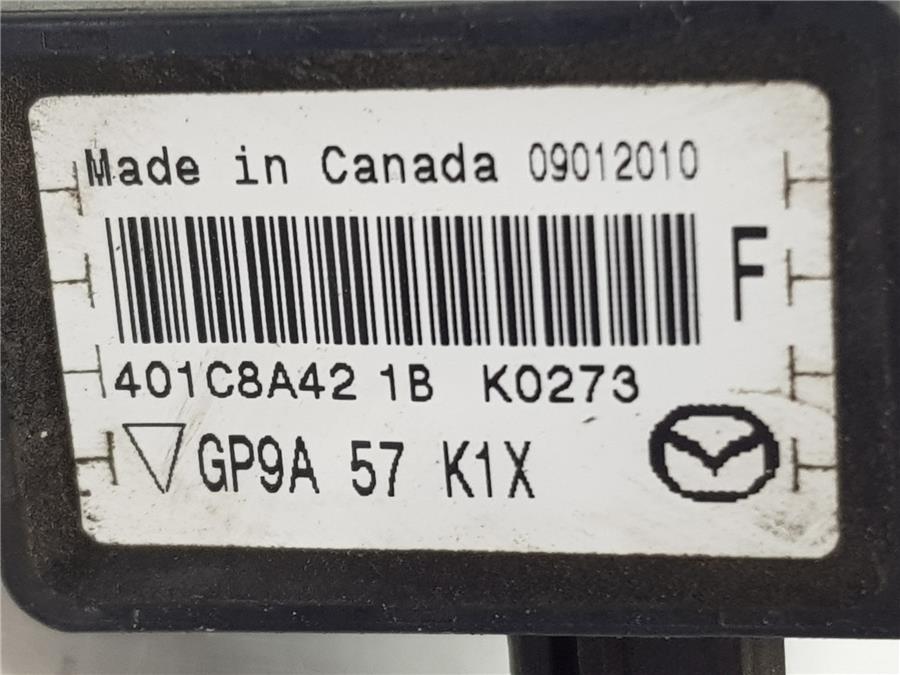 Made in Canada 09012010
F
401C8A42 1B K0273
GP9A 57 K1X